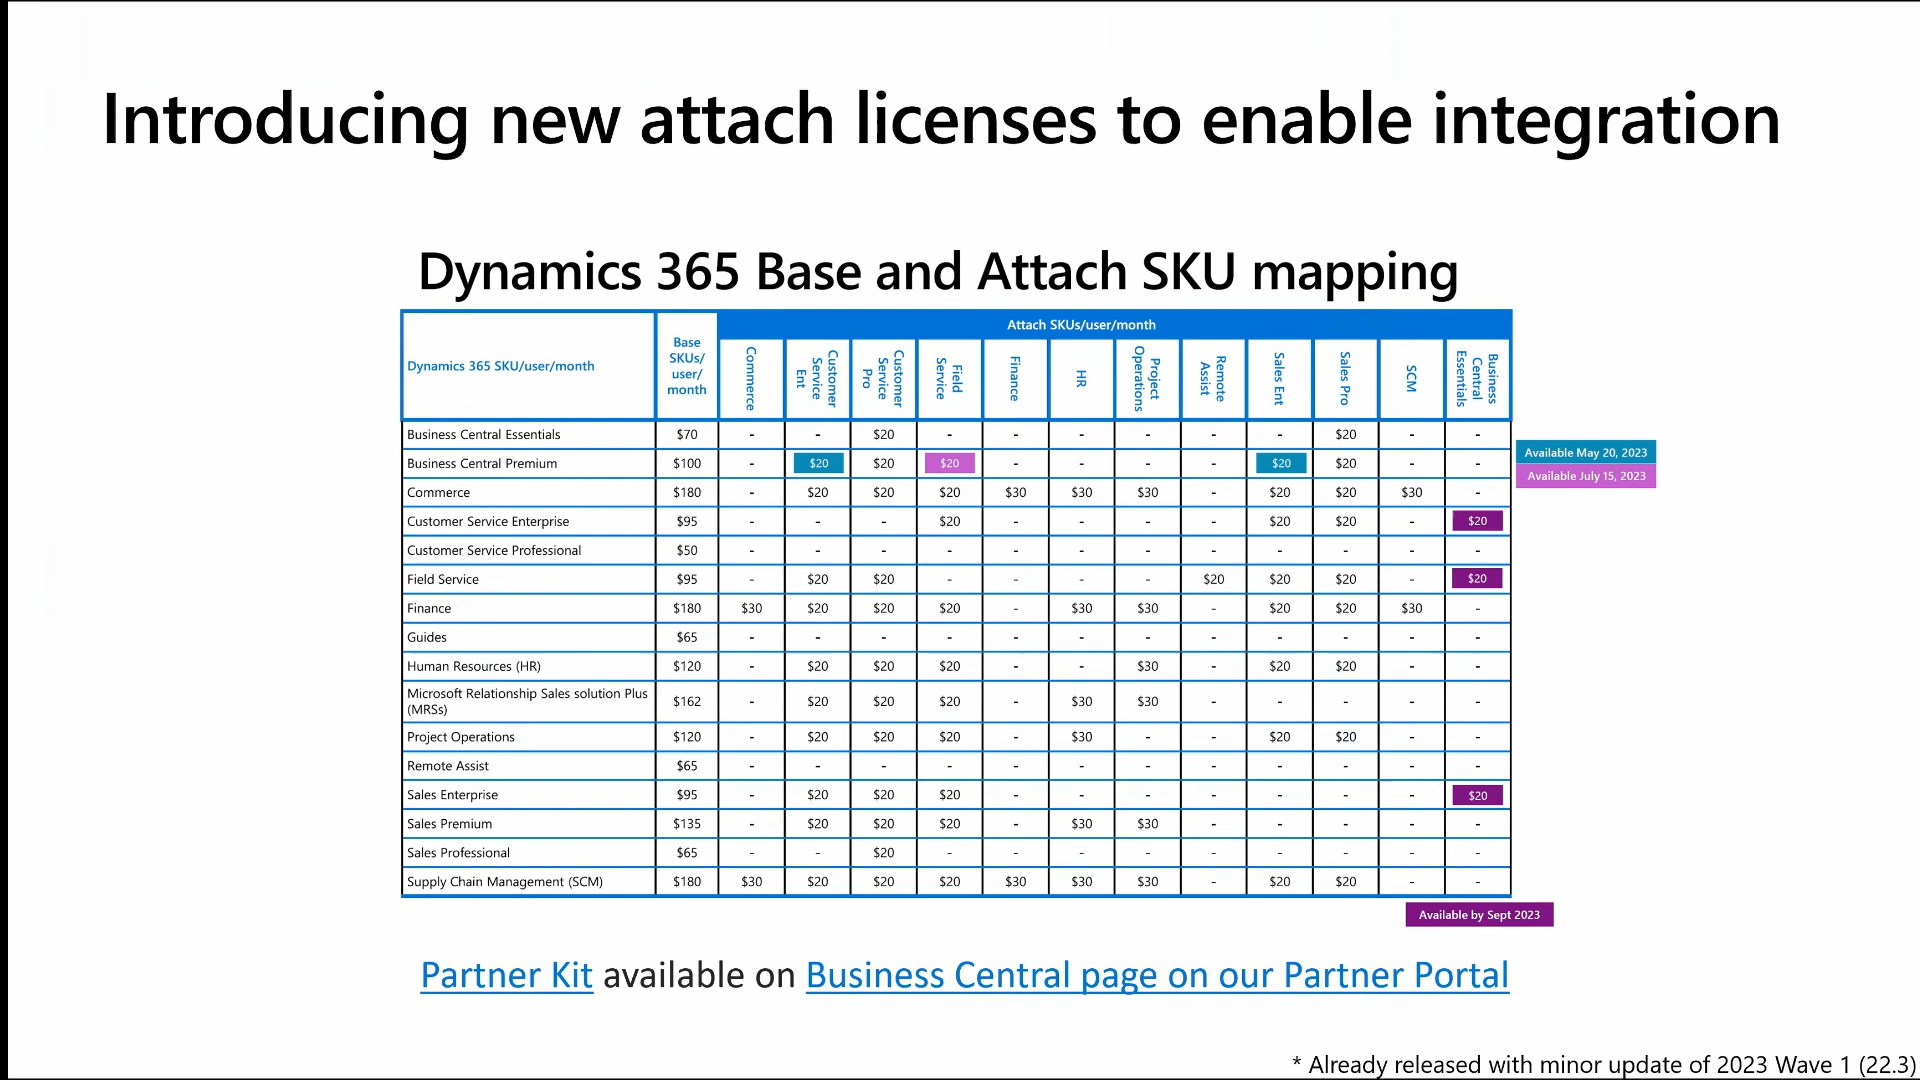 Introducing new attach licenses to enable integration
Dynamics 365 Base and Attach SKU mapping
Dynamics 365 SKU/user/month
Base
SKUs/
user/
month
Attach SKUs/user/month
Commerce
Customer
Service
Ent
Customer
Service
Pro
Field
Service
Finance
HR
Project
Operations
Remote
Assist
Sales Ent
Sales Pro
SCM
Business
Central
Essentials
Business Central Essentials $70 - - $20 - - - - - - $20 - -
Business Central Premium $100 - $20 $20 $20 - - - - $20 $20 - -
Available May 20, 2023
Available July 15, 2023
Commerce $180 - $20 $20 $20 $30 $30 $30 - $20 $20 $30 -
Customer Service Enterprise $95 - - - $20 - - - - $20 $20 - $20
Customer Service Professional $50 - - - - - - - - - - - -
Field Service $95 - $20 $20 - - - - $20 $20 $20 - $20
Finance $180 $30 $20 $20 $20 - $30 $30 - $20 $20 $30 -
Guides $65 - - - - - - - - - - - -
Human Resources (HR) $120 - $20 $20 $20 - - $30 - $20 $20 - -
Microsoft Relationship Sales solution Plus
(MRSs) $162 - $20 $20 $20 - $30 $30 - - - - -
Project Operations $120 - $20 $20 $20 - $30 - - $20 $20 - -
Remote Assist $65 - - - - - - - - - - - -
Sales Enterprise $95 - $20 $20 $20 - - - - - - - $20
Sales Premium $135 - $20 $20 $20 - $30 $30 - - - - -
Sales Professional $65 - - $20 - - - - - - - - -
Supply Chain Management (SCM) $180 $30 $20 $20 $20 $30 $30 $30 - $20 $20 - -
Available by Sept 2023
Partner Kit available on Business Central page on our Partner Portal
* Already released with minor update of 2023 Wave 1 (22.3)